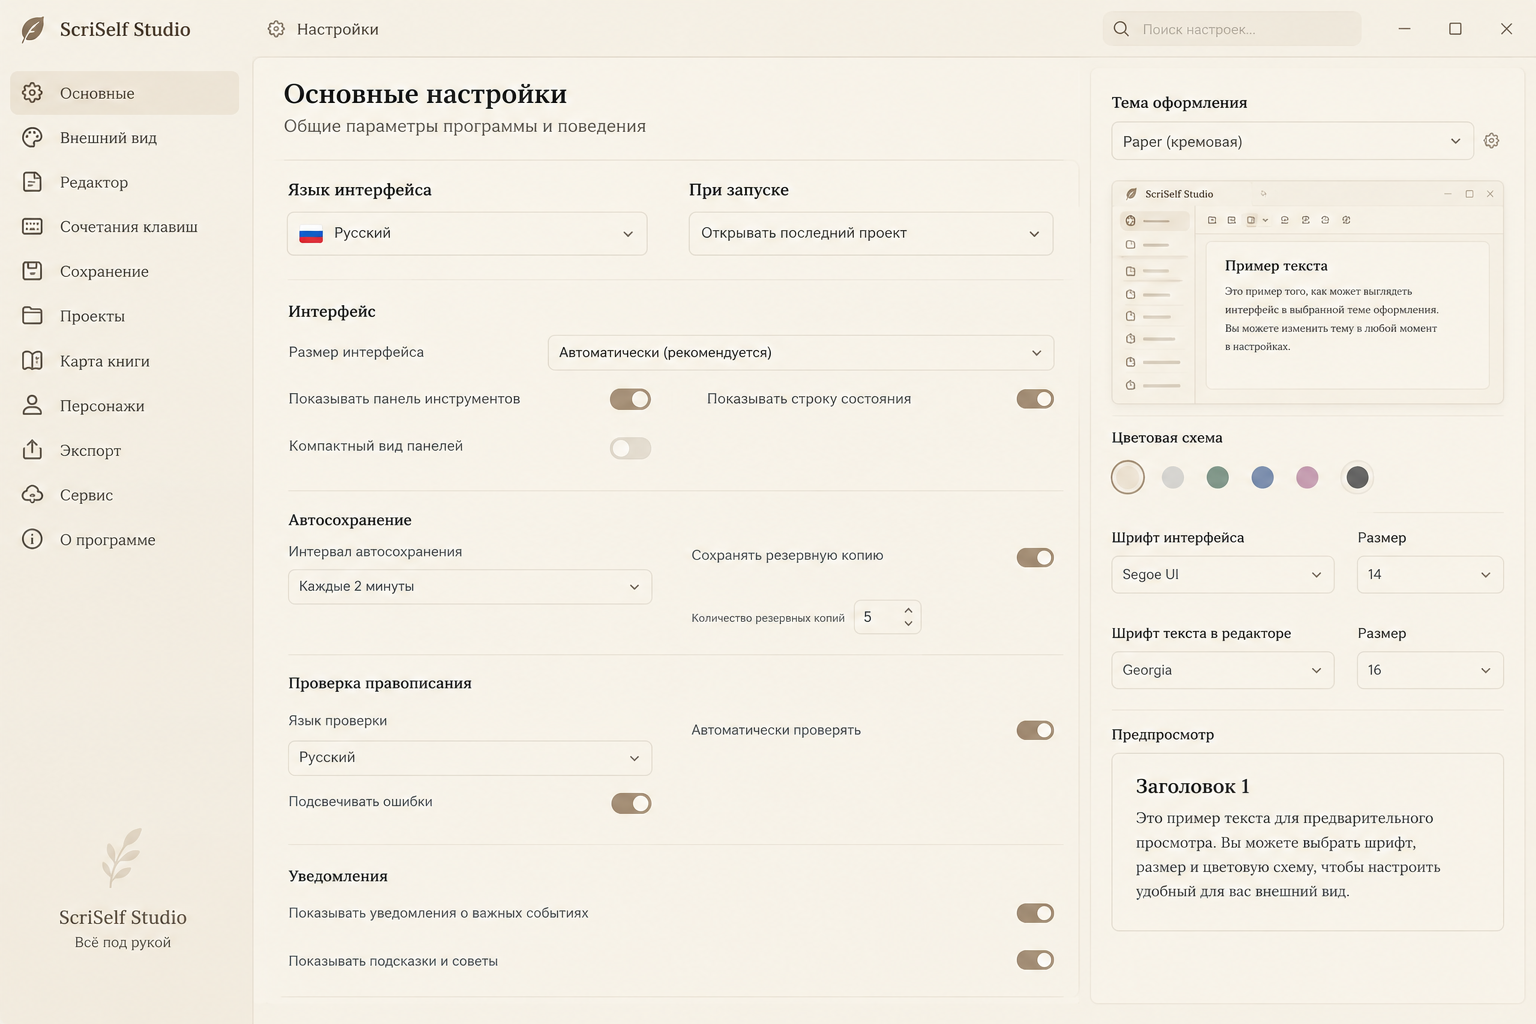 ScriSelf Studio
Настройки
Поиск настроек...
Основные
Внешний вид
Редактор
Сочетания клавиш
Сохранение
Проекты
Карта книги
Персонажи
Экспорт
Сервис
О программе
ScriSelf Studio
Всё под рукой
Основные настройки
Общие параметры программы и поведения
Язык интерфейса
Русский
При запуске
Открывать последний проект
Интерфейс
Размер интерфейса
Автоматически (рекомендуется)
Показывать панель инструментов
Показывать строку состояния
Компактный вид панелей
Автосохранение
Интервал автосохранения
Каждые 2 минуты
Сохранять резервную копию
Количество резервных копий
5
Проверка правописания
Язык проверки
Русский
Автоматически проверять
Подсвечивать ошибки
Уведомления
Показывать уведомления о важных событиях
Показывать подсказки и советы
Тема оформления
Paper (кремовая)
ScriSelf Studio
Пример текста
Это пример того, как может выглядеть
интерфейс в выбранной теме оформления.
Вы можете изменить тему в любой момент
в настройках.
Цветовая схема
Шрифт интерфейса
Размер
Segoe UI
14
Шрифт текста в редакторе
Размер
Georgia
16
Предпросмотр
Заголовок 1
Это пример текста для предварительного
просмотра. Вы можете выбрать шрифт,
размер и цветовую схему, чтобы настроить
удобный для вас внешний вид.